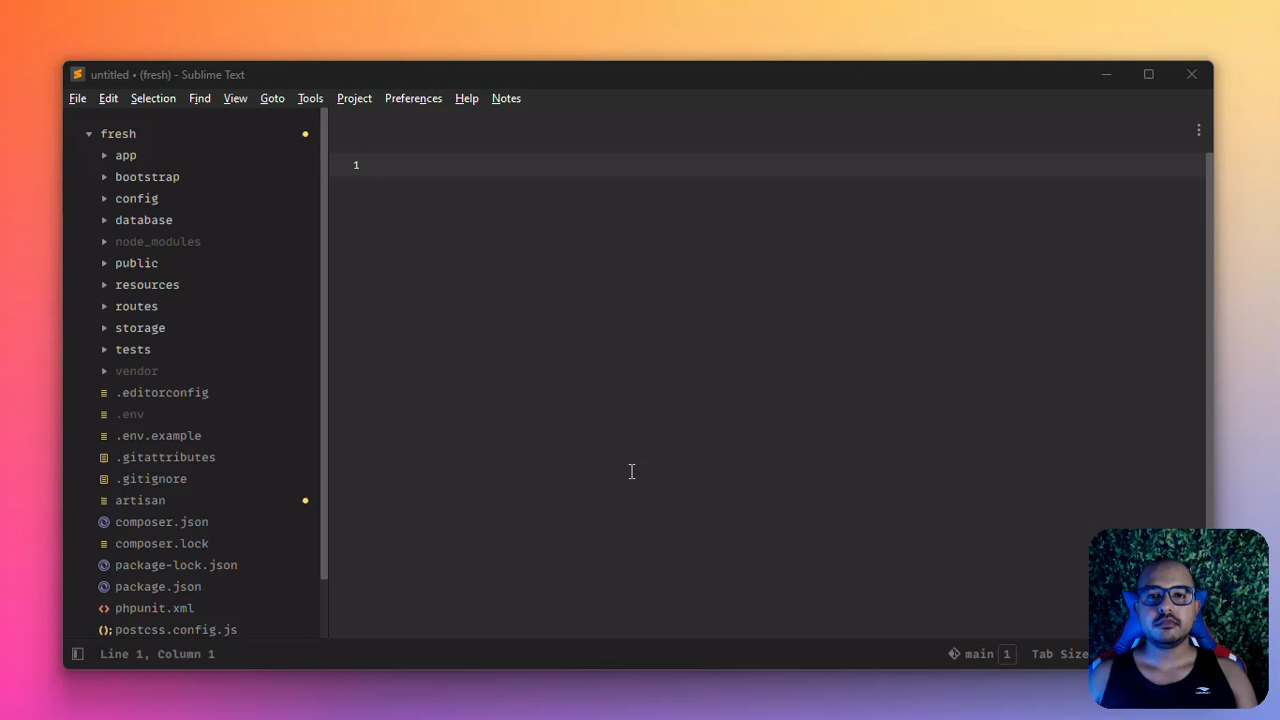 untitled • (fresh) - Sublime Text
File Edit Selection Find View Goto Tools Project Preferences Help Notes
fresh
app
bootstrap
config
database
node_modules
public
resources
routes
storage
tests
vendor
.editorconfig
.env
.env.example
.gitattributes
.gitignore
artisan
composer.json
composer.lock
package-lock.json
package.json
phpunit.xml
postcss.config.js
1
Line 1, Column 1
main 1
Tab Size